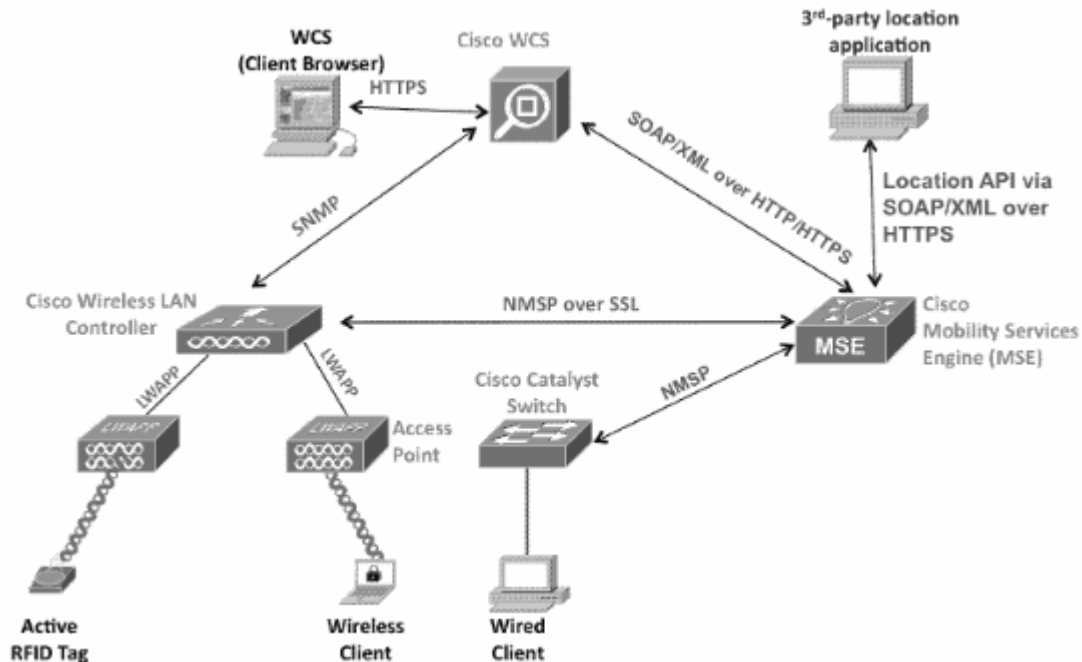 WCS
(Client Browser)
Cisco WCS
3rd-party location
application
HTTPS
SOAP/XML over HTTP/HTTPS
Location API via
SOAP/XML over
HTTPS
SNMP
Cisco Wireless LAN
Controller
NMSP over SSL
MSE
Cisco
Mobility Services
Engine (MSE)
LWAPP
LWAPP
Cisco Catalyst
Switch
NMSP
LWAPP
LWAPP
Access
Point
Active
RFID Tag
Wireless
Client
Wired
Client